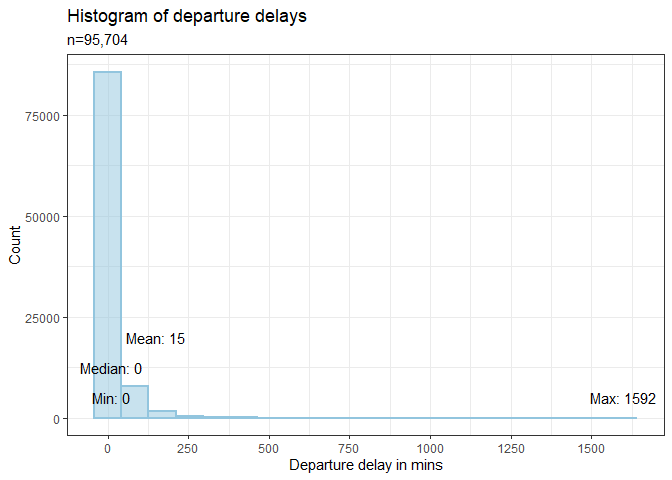 Histogram of departure delays
n=95,704
Count
75000
50000
25000
0
Mean: 15
Median: 0
Min: 0
Max: 1592
0 250 500 750 1000 1250 1500
Departure delay in mins